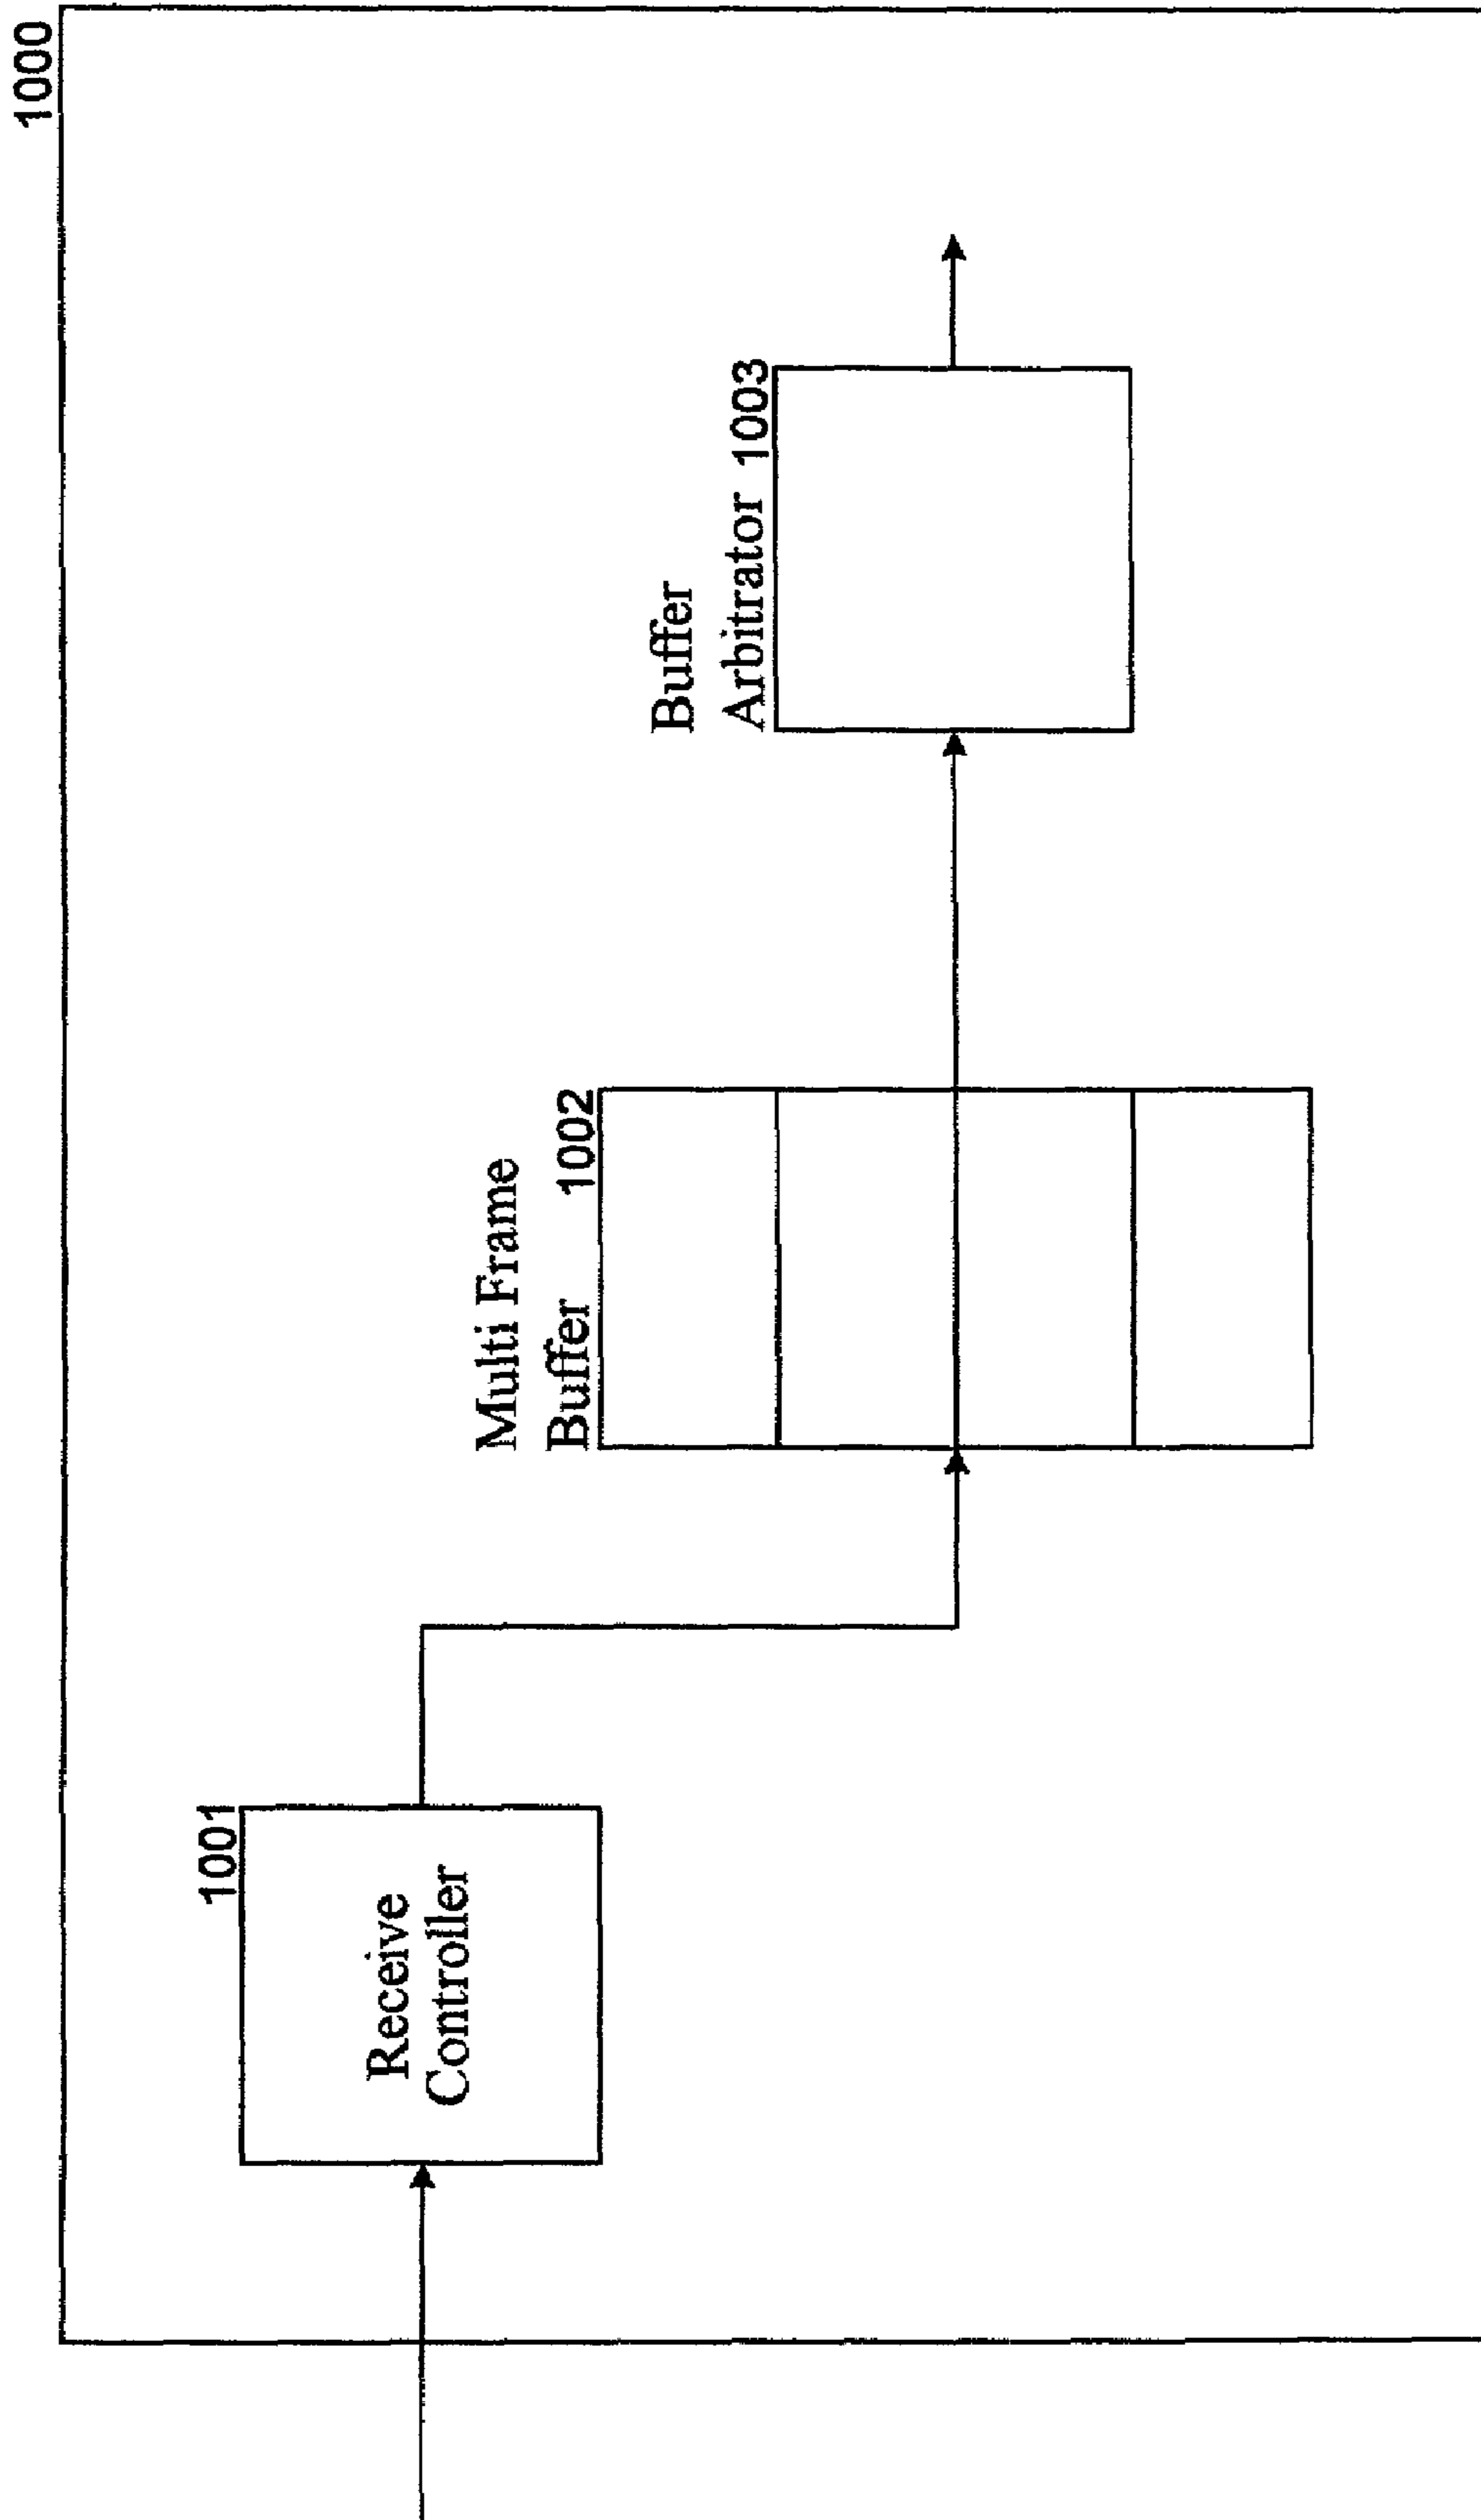 1000
1001
Receive
Controller
Multi Frame
Buffer 1002
Buffer
Arbitrator 1003